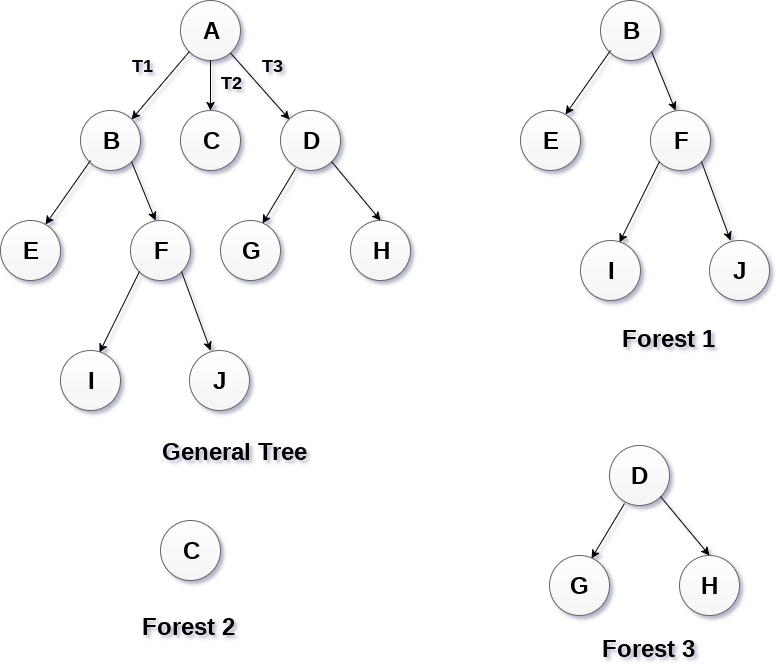 A
T1
T2
T3
B
C
D
E
F
G
H
I
J
General Tree
B
E
F
I
J
Forest 1
C
Forest 2
D
G
H
Forest 3